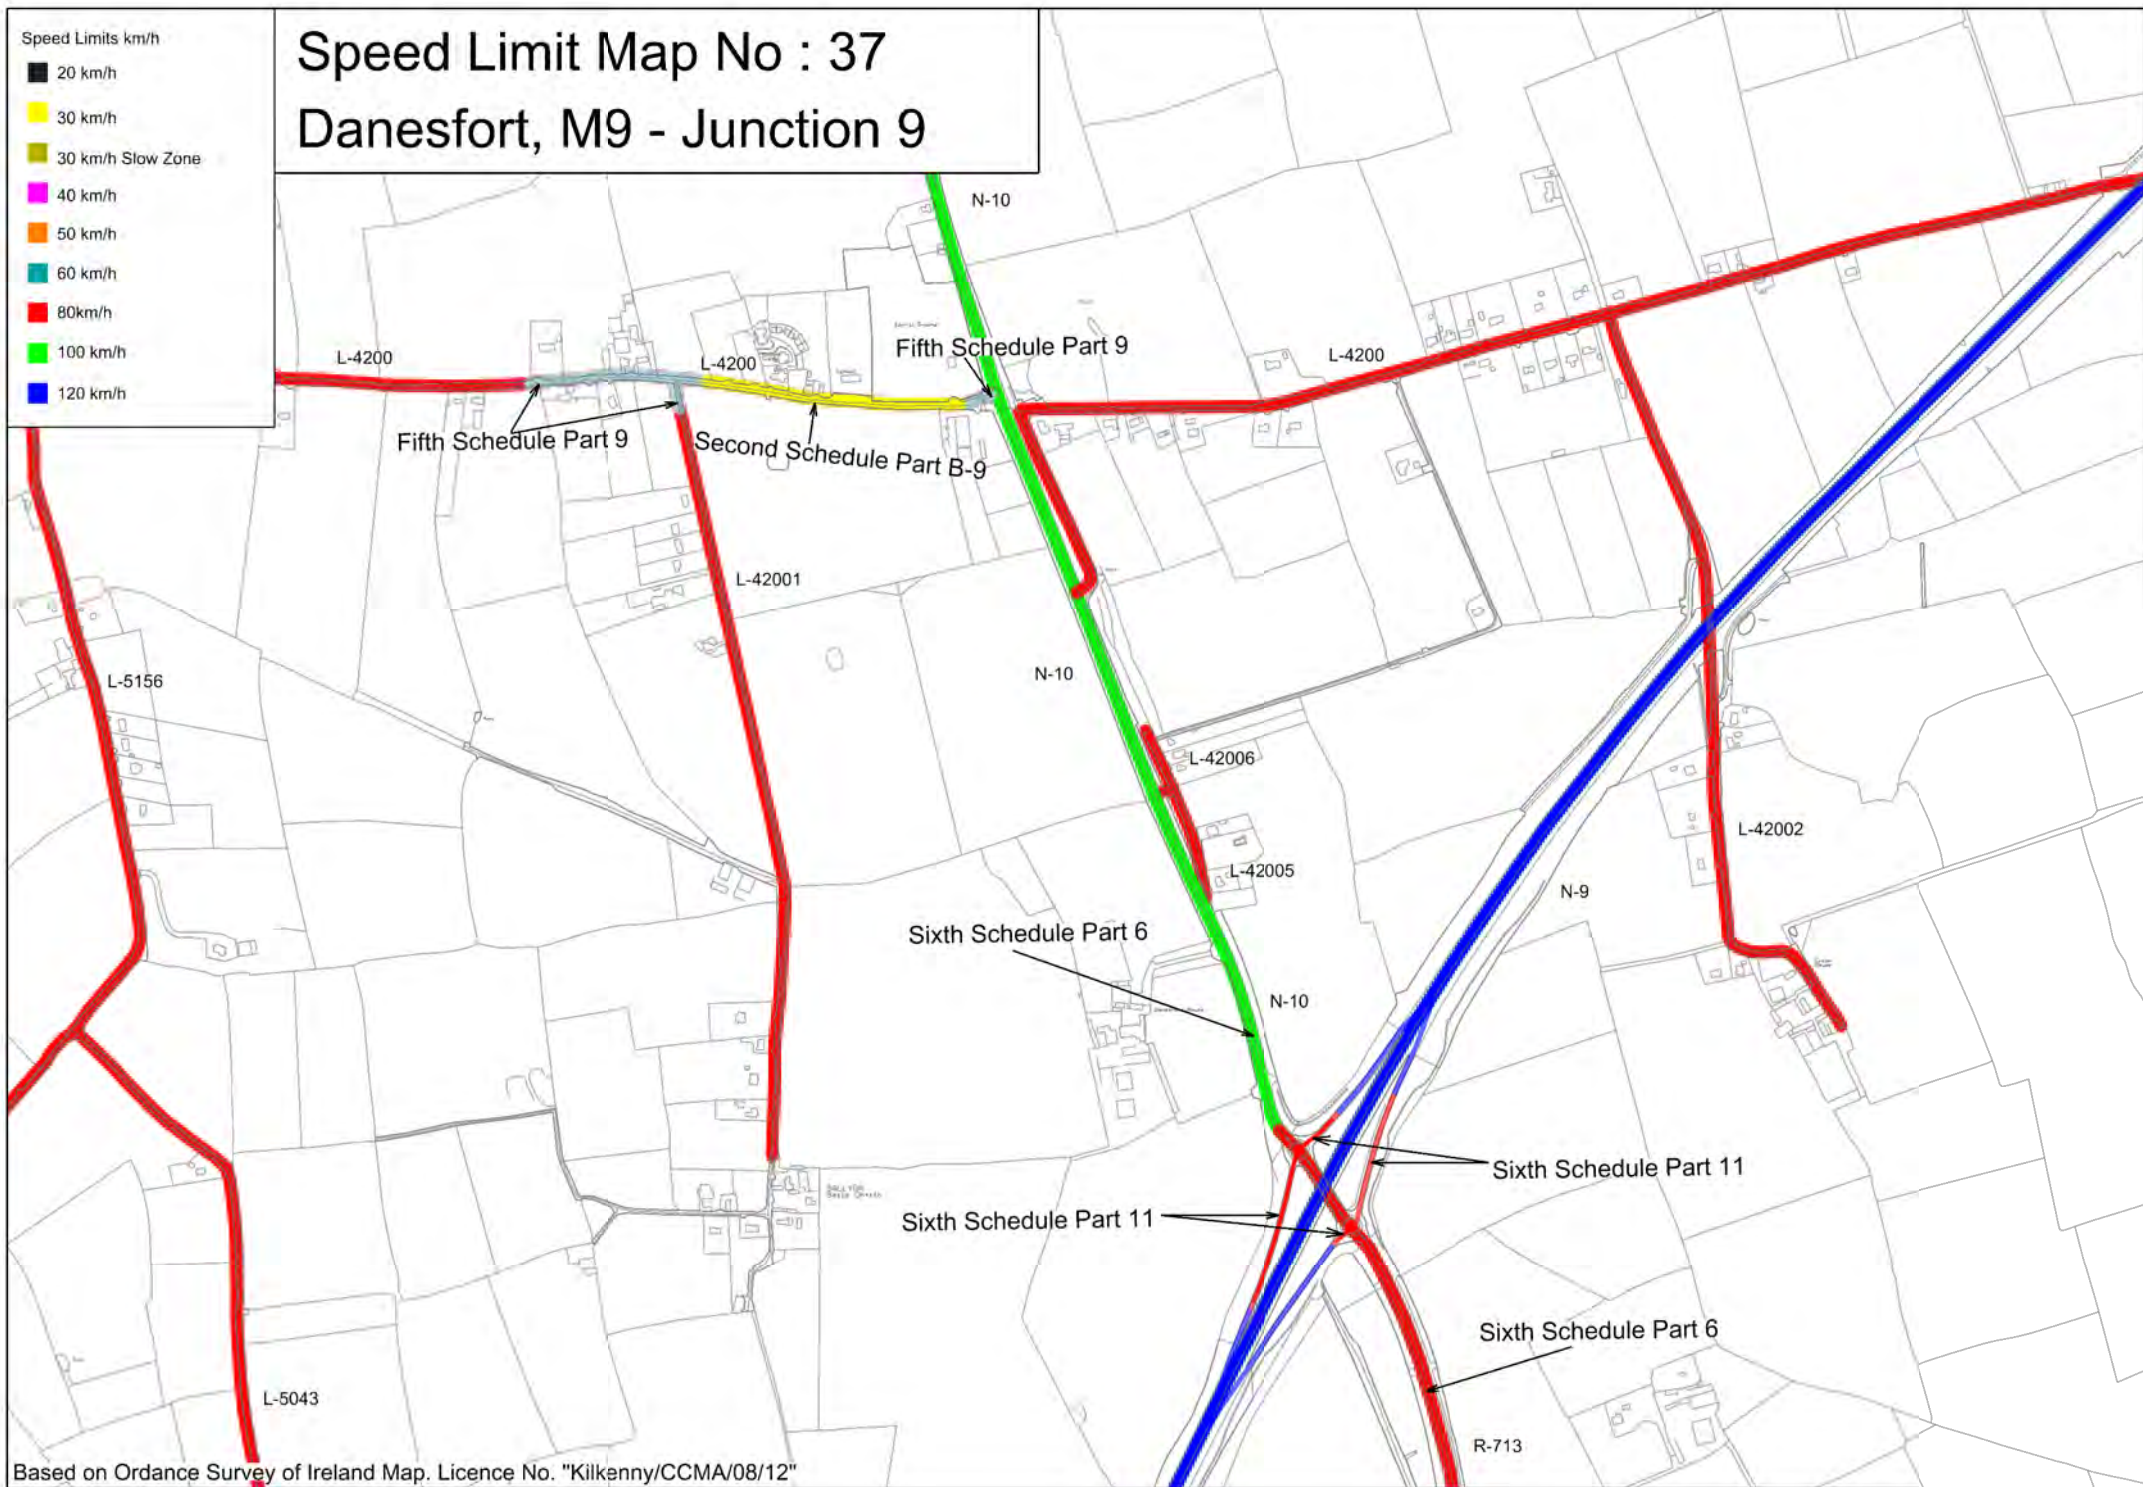 Speed Limits km/h
20 km/h
30 km/h
30 km/h Slow Zone
40 km/h
50 km/h
60 km/h
80km/h
100 km/h
120 km/h
Speed Limit Map No : 37
Danesfort, M9 - Junction 9
N-10
L-4200
L-4200
Fifth Schedule Part 9
L-4200
Fifth Schedule Part 9
Second Schedule Part B-9
L-42001
L-5156
N-10
L-42006
L-42005
L-42002
N-9
Sixth Schedule Part 6
N-10
Sixth Schedule Part 11
Sixth Schedule Part 11
Sixth Schedule Part 6
L-5043
R-713
Based on Ordance Survey of Ireland Map. Licence No. "Kilkenny/CCMA/08/12"